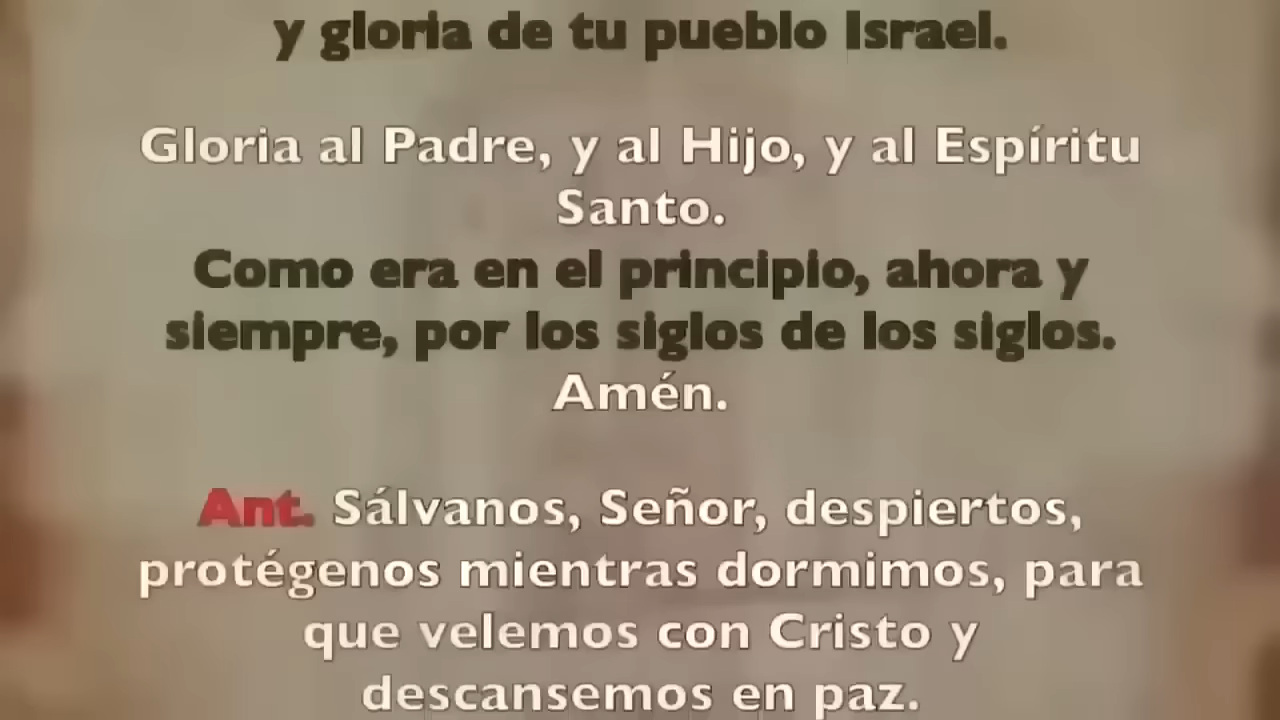 y gloria de tu pueblo Israel.
Gloria al Padre, y al Hijo, y al Espíritu
Santo.
Como era en el principio, ahora y
siempre, por los siglos de los siglos.
Amén.
Ant. Sálvanos, Señor, despiertos,
protégenos mientras dormimos, para
que velemos con Cristo y
descansemos en paz.